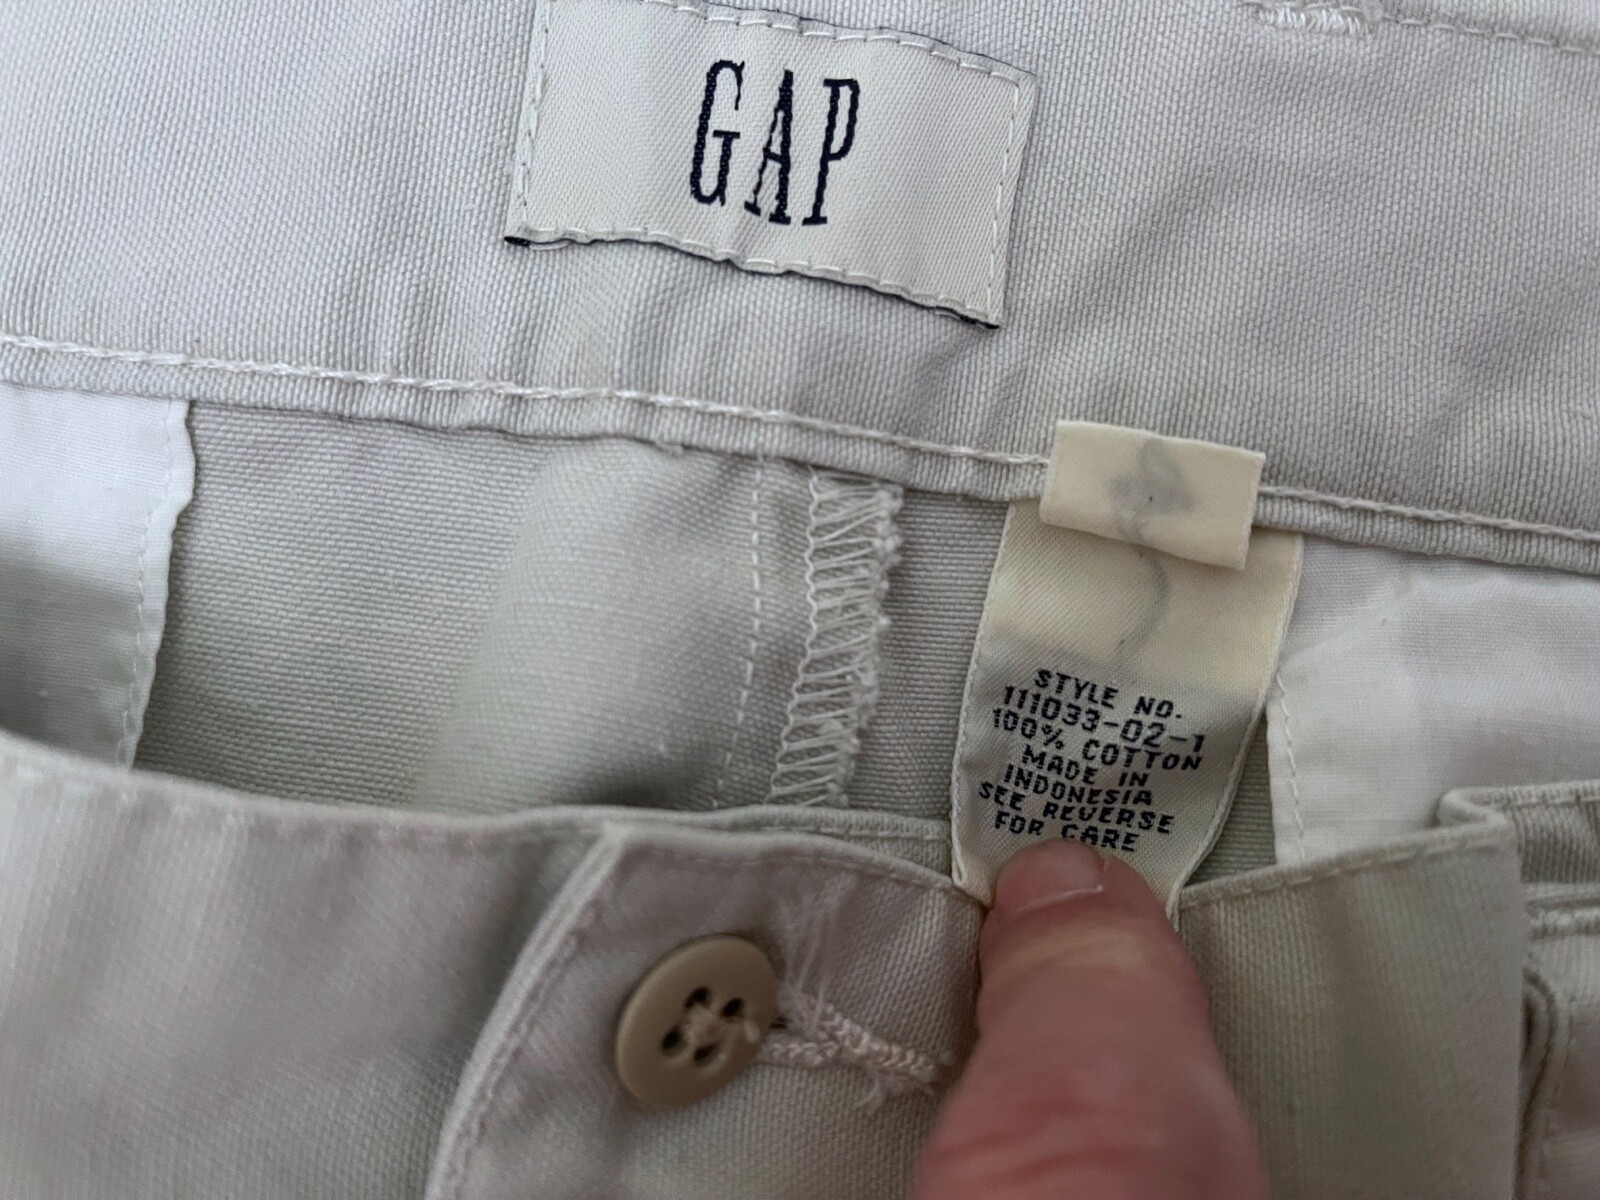 GAP
STYLE NO.
111033-02-1
100% COTTON
MADE IN
INDONESIA
SEE REVERSE
FOR CARE